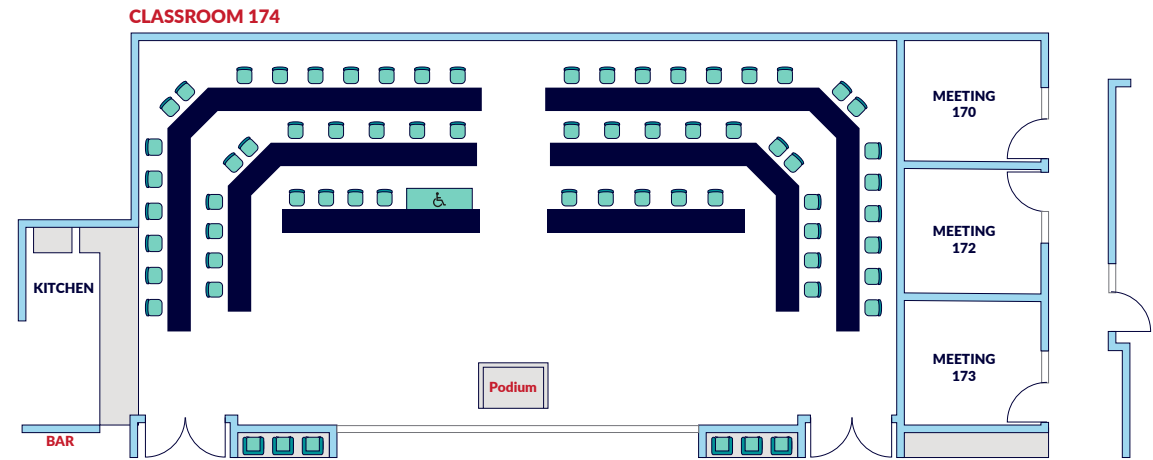 CLASSROOM 174
MEETING
170
MEETING
172
KITCHEN
MEETING
173
Podium
BAR